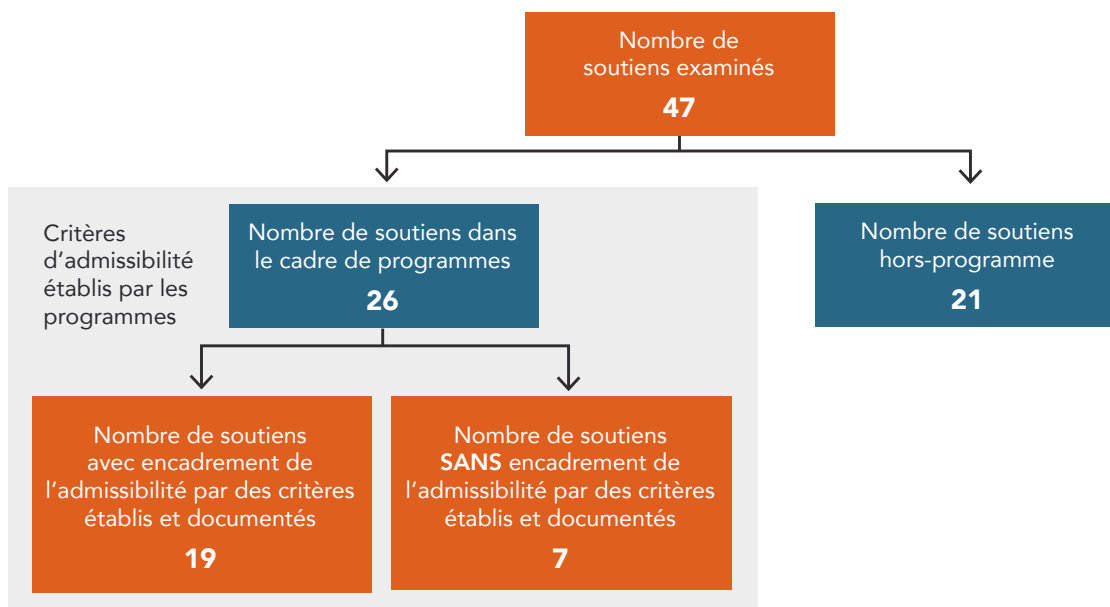 Nombre de
soutiens examinés
47
Critères
d'admissibilité
établis par les
programmes
Nombre de soutiens dans
le cadre de programmes
26
Nombre de soutiens
hors-programme
21
Nombre de soutiens
avec encadrement de
l'admissibilité par des critères
établis et documentés
19
Nombre de soutiens
SANS encadrement de
l'admissibilité par des critères
établis et documentés
7